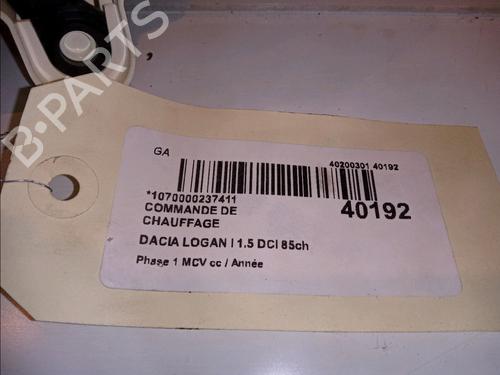 B-PARTS
GA
40200301 40192
*1070000237411
COMMANDE DE
CHAUFFAGE
40192
DACIA LOGAN I 1.5 DCI 85ch
Phase 1 MCV cc / Année